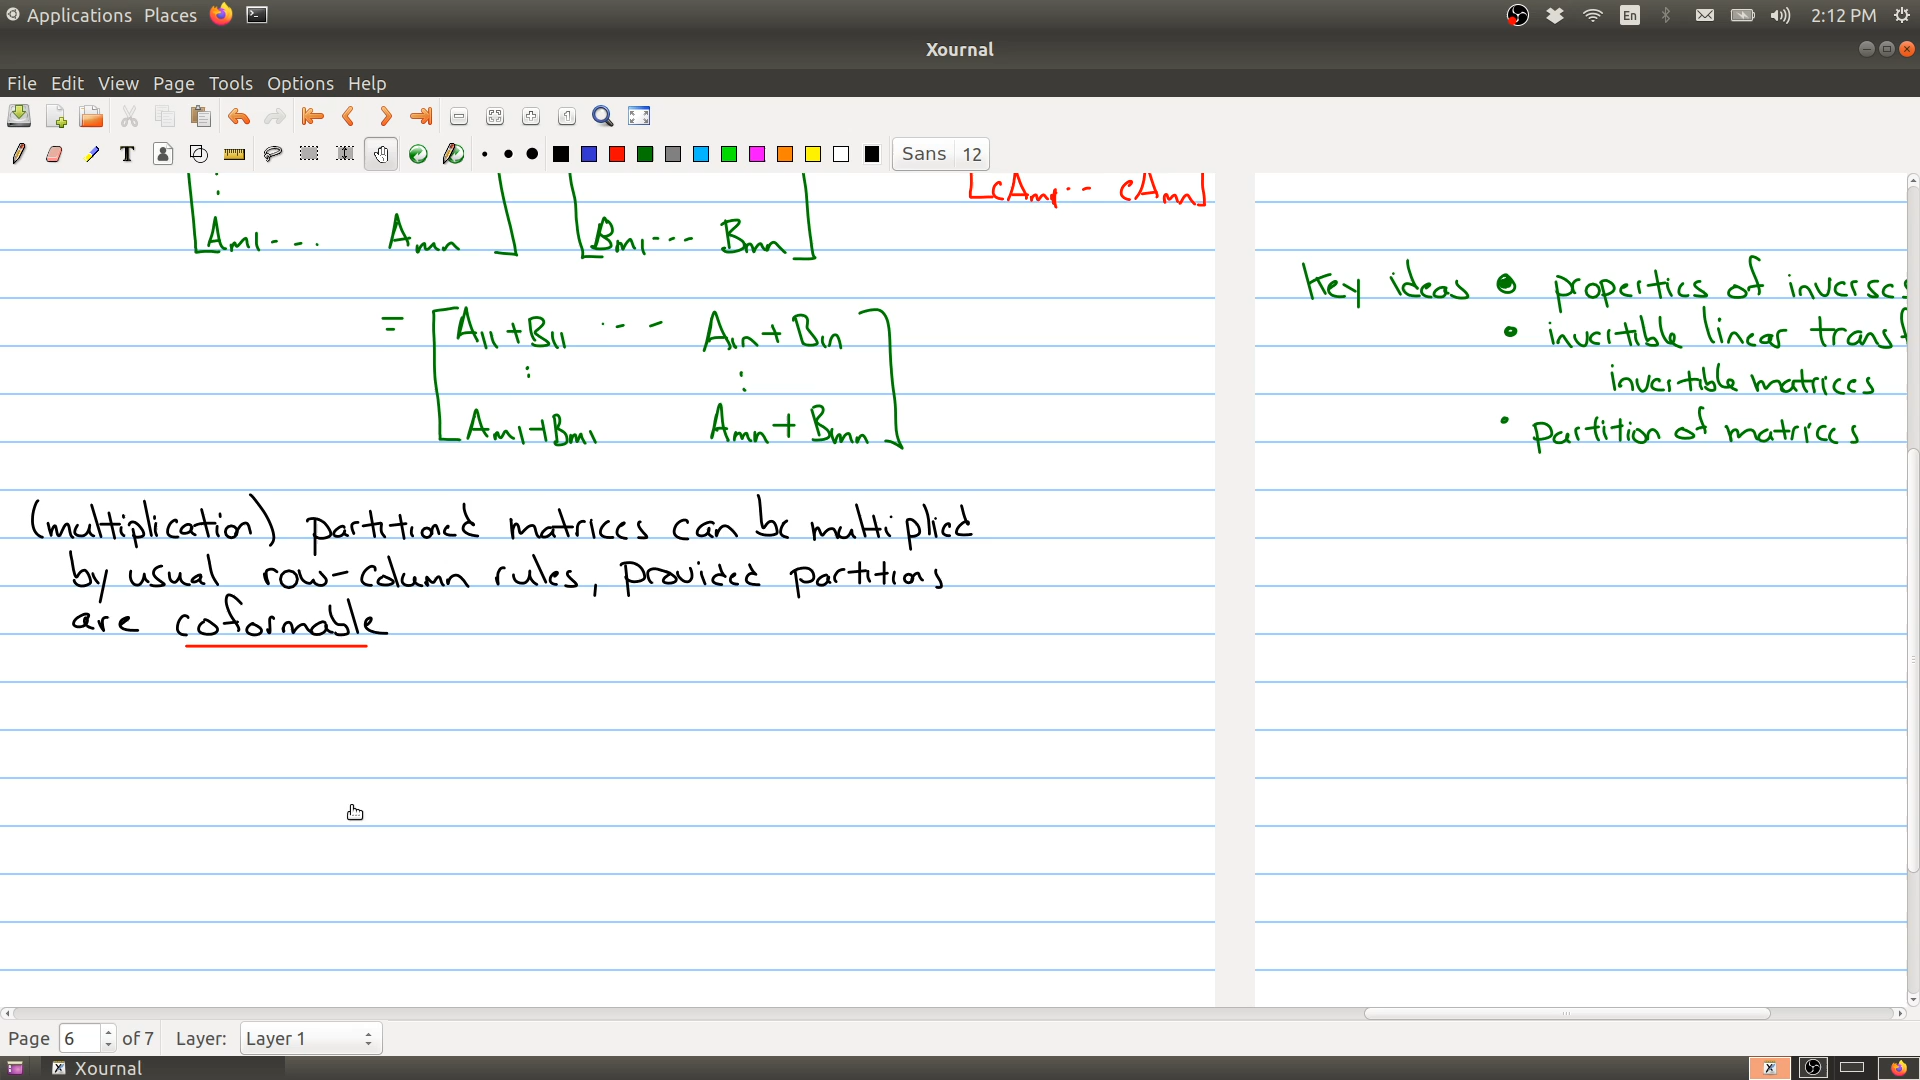 Applications Places En 2:12 PM
Xournal
File Edit View Page Tools Options Help
Sans 12
[cAm1 ·· - cAmn]
[Am1 - - . . Amn ] [Bm1 -- - - Bmn]
= [A11+B11 · - - A1n+B1n]
: :
[Am1+Bm1 Amn+Bmn]
(multiplication) partitioned matrices can be multiplied
by usual row-column rules, provided partitions
are coformable
Key ideas • properties of inverses
• invertible linear transf
invertible matrices
• partition of matrices
Page 6 of 7 Layer: Layer 1
Xournal